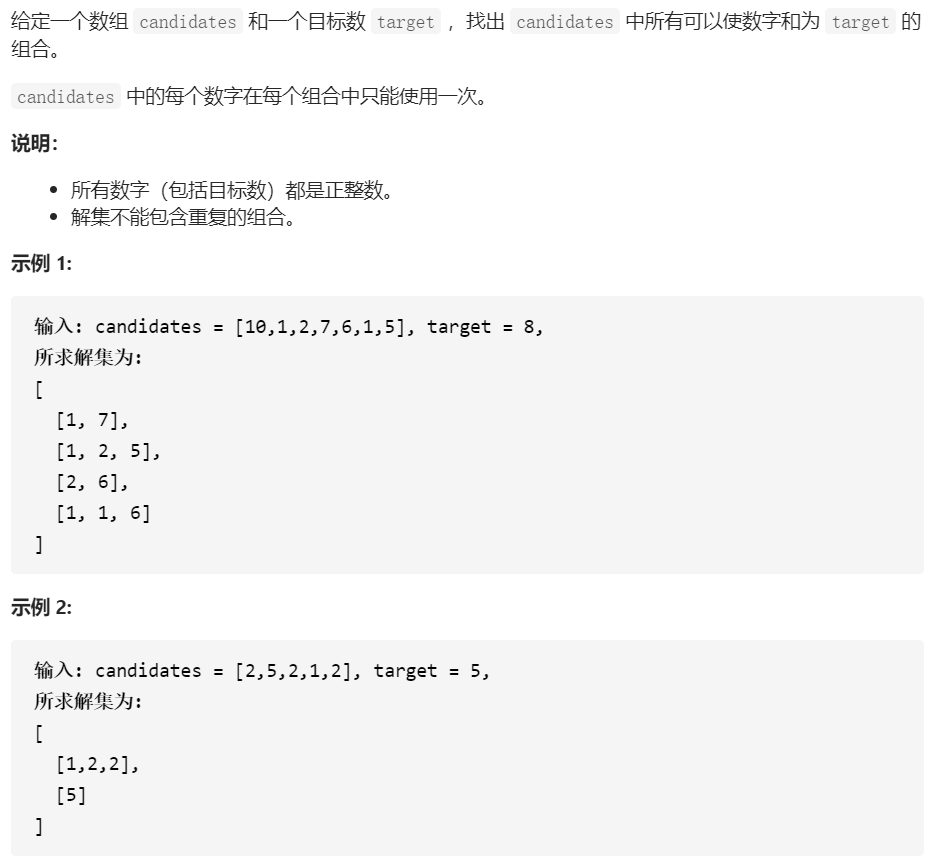 给定一个数组 candidates 和一个目标数 target ，找出 candidates 中所有可以使数字和为 target 的
组合。
candidates 中的每个数字在每个组合中只能使用一次。
说明：
• 所有数字（包括目标数）都是正整数。
• 解集不能包含重复的组合。
示例 1:
输入: candidates = [10,1,2,7,6,1,5], target = 8,
所求解集为:
[
  [1, 7],
  [1, 2, 5],
  [2, 6],
  [1, 1, 6]
]
示例 2:
输入: candidates = [2,5,2,1,2], target = 5,
所求解集为:
[
  [1,2,2],
  [5]
]